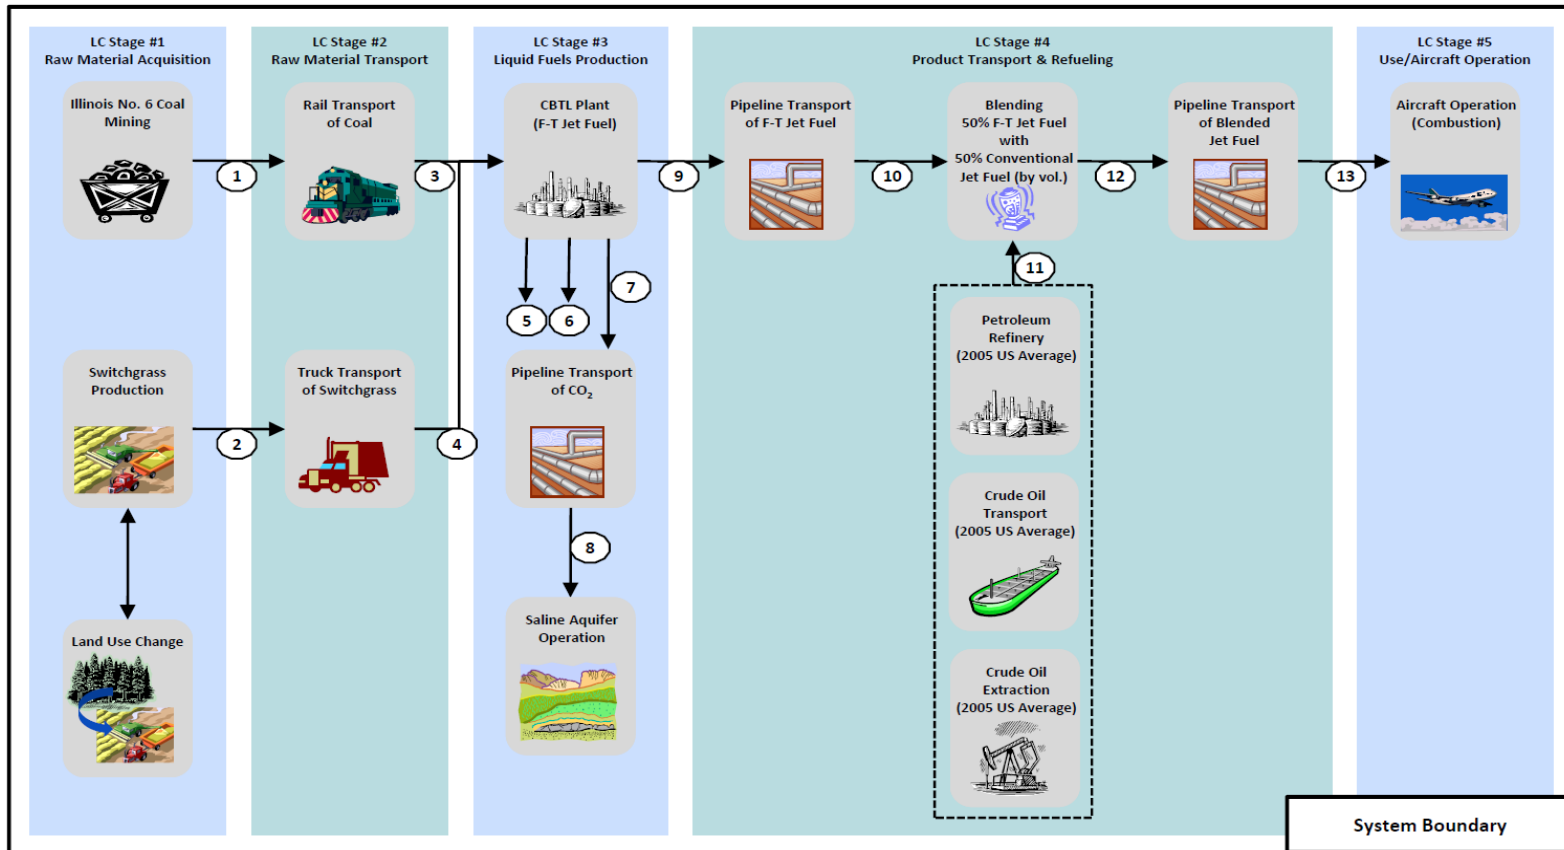 LC Stage #1
Raw Material Acquisition
LC Stage #2
Raw Material Transport
LC Stage #3
Liquid Fuels Production
LC Stage #4
Product Transport & Refueling
LC Stage #5
Use/Aircraft Operation
Illinois No. 6 Coal
Mining
1
Rail Transport
of Coal
3
CBTL Plant
(F-T Jet Fuel)
9
Pipeline Transport
of F-T Jet Fuel
10
Blending
50% F-T Jet Fuel
with
50% Conventional
Jet Fuel (by vol.)
12
Pipeline Transport
of Blended
Jet Fuel
13
Aircraft Operation
(Combustion)
5
6
7
11
Switchgrass
Production
2
Truck Transport
of Switchgrass
4
Pipeline Transport
of CO₂
8
Petroleum
Refinery
(2005 US Average)
Crude Oil
Transport
(2005 US Average)
Land Use Change
Saline Aquifer
Operation
Crude Oil
Extraction
(2005 US Average)
System Boundary